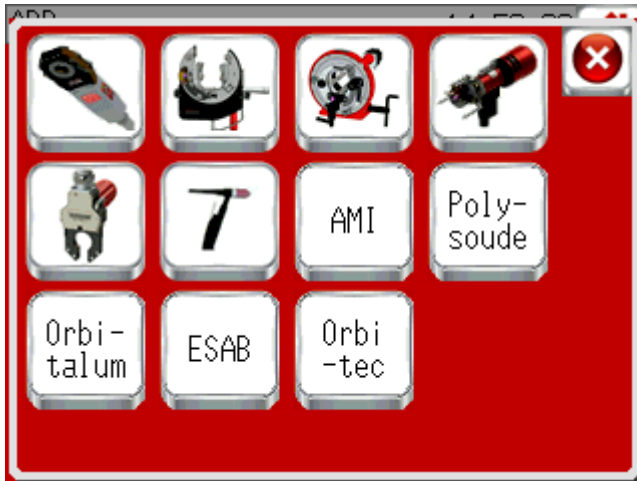 AMI
Poly-
soude
Orbi-
talum
ESAB
Orbi
-tec